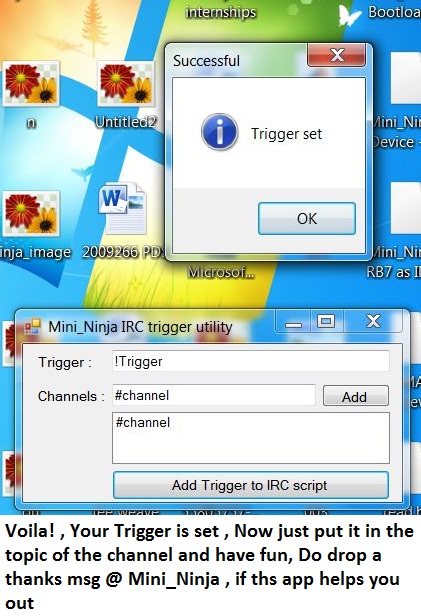 internships
Bootloa
Successful
n
Untitled2
Mini_Nin
Device -
Trigger set
OK
inja_image
2009266 PD
Mini_Nin
RB7 as I
Microsof...
Mini_Ninja IRC trigger utility
Trigger :
!Trigger
Channels :
#channel
Add
#channel
Add Trigger to IRC script
Voila! , Your Trigger is set , Now just put it in the
topic of the channel and have fun, Do drop a
thanks msg @ Mini_Ninja , if ths app helps you
out